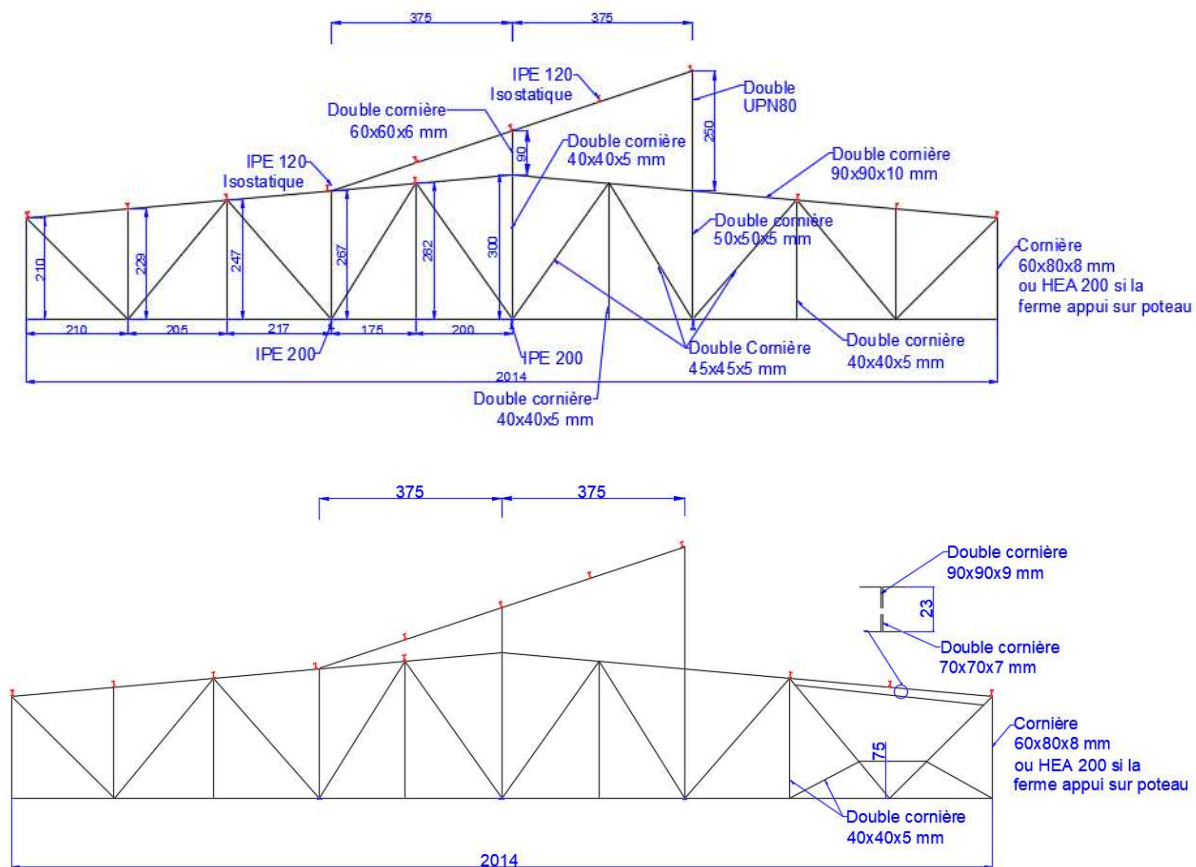 375
375
IPE 120
Isostatique
Double
UPN80
Double cornière
60x60x6 mm
250
90
Double cornière
40x40x5 mm
Double cornière
90x90x10 mm
IPE 120
Isostatique
210
229
247
267
262
300
Double cornière
50x50x5 mm
Cornière
60x80x8 mm
ou HEA 200 si la
ferme appui sur poteau
210
205
217
175
200
IPE 200
IPE 200
Double Cornière
45x45x5 mm
Double cornière
40x40x5 mm
2014
Double cornière
40x40x5 mm
375
375
Double cornière
90x90x9 mm
23
Double cornière
70x70x7 mm
Cornière
60x80x8 mm
ou HEA 200 si la
ferme appui sur poteau
75
Double cornière
40x40x5 mm
2014